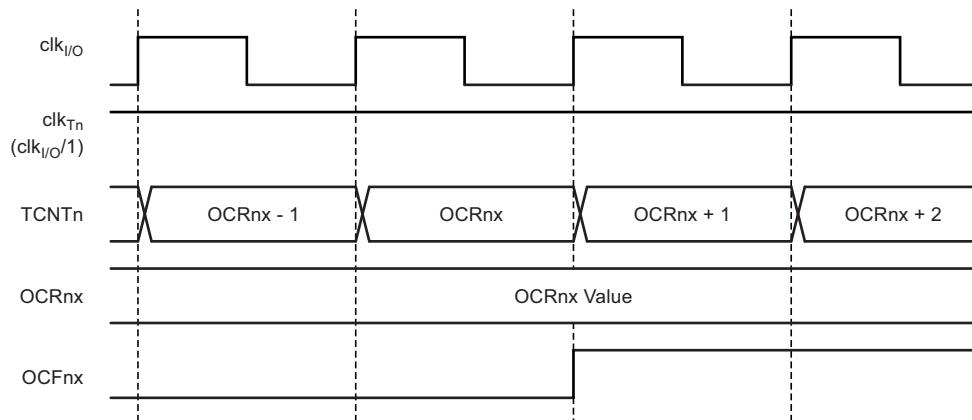 clkI/O
clkTn
(clkI/O/1)
TCNTn
OCRnx - 1
OCRnx
OCRnx + 1
OCRnx + 2
OCRnx
OCRnx Value
OCFnx